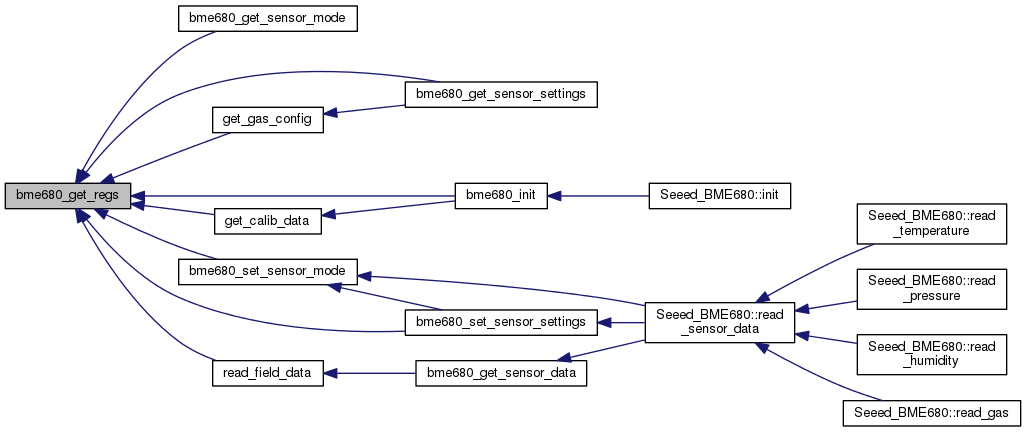 bme680_get_sensor_mode
bme680_get_sensor_settings
get_gas_config
bme680_get_regs
bme680_init
Seeed_BME680::init
get_calib_data
Seeed_BME680::read
_temperature
bme680_set_sensor_mode
Seeed_BME680::read
_pressure
bme680_set_sensor_settings
Seeed_BME680::read
_sensor_data
Seeed_BME680::read
_humidity
read_field_data
bme680_get_sensor_data
Seeed_BME680::read_gas